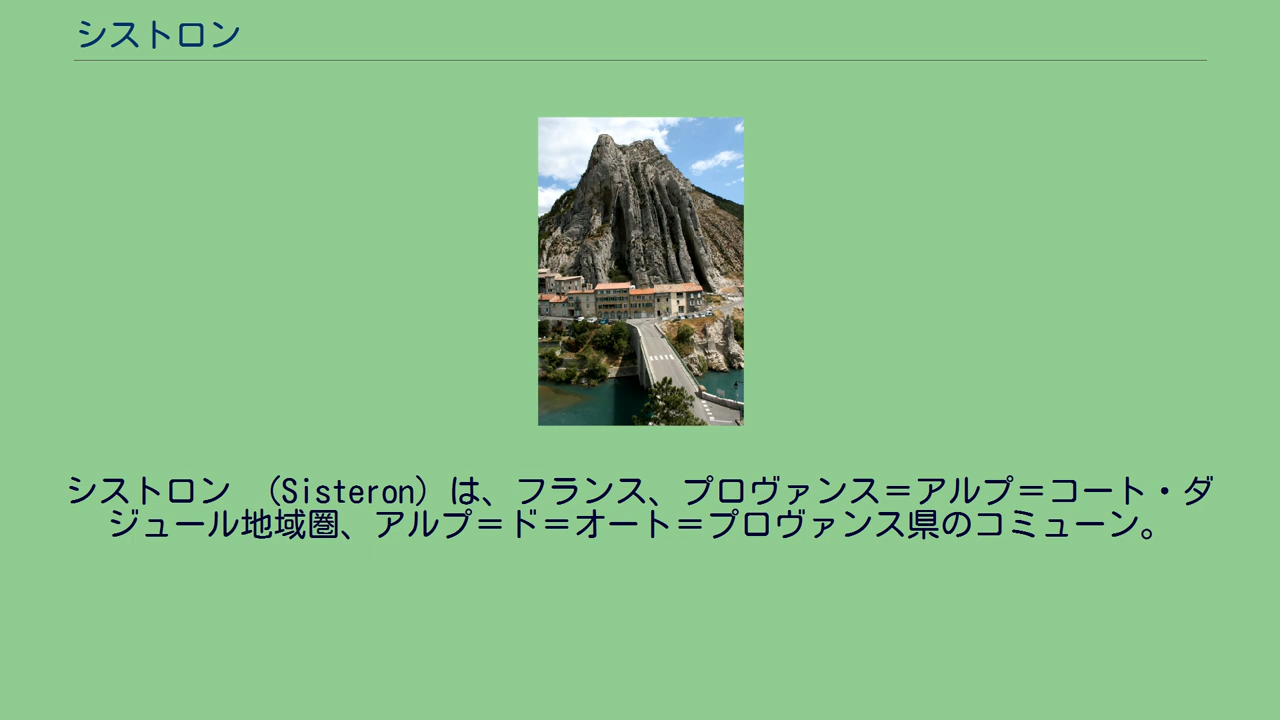 シストロン
シストロン （Sisteron）は、フランス、プロヴァンス＝アルプ＝コート・ダ
ジュール地域圏、アルプ＝ド＝オート＝プロヴァンス県のコミューン。